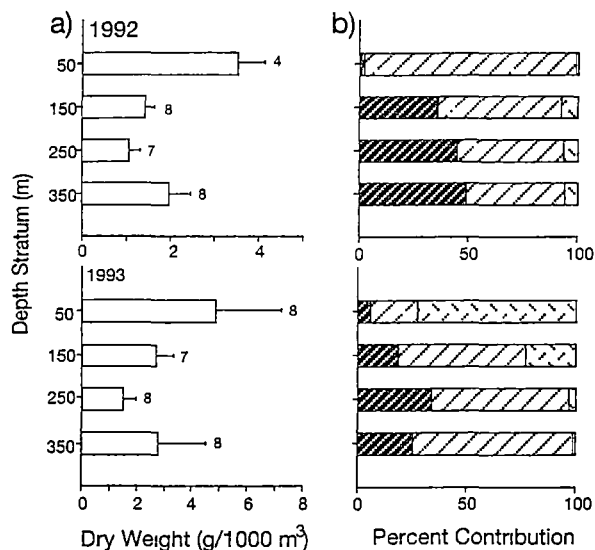 a) 1992
b)
50
4
150
8
250
7
350
8
0 2 4
0 50 100
Depth Stratum (m)
1993
50
8
150
7
250
8
350
8
0 2 4 6 8
0 50 100
Dry Weight (g/1000 m³)
Percent Contribution